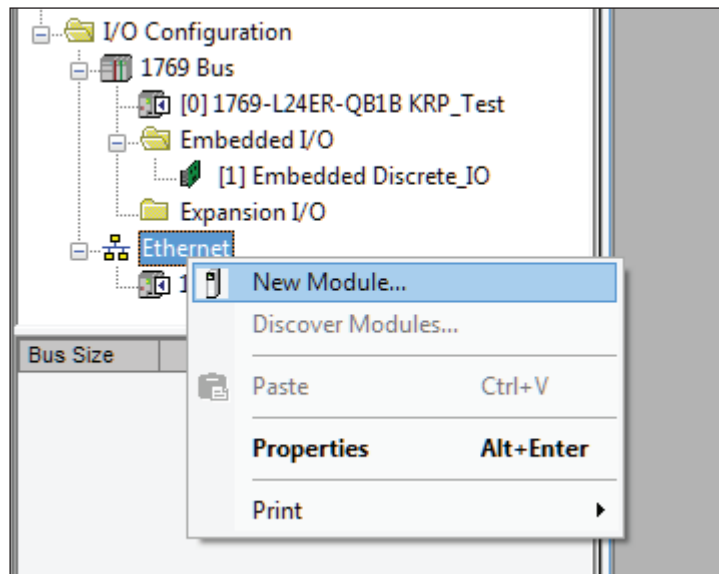 I/O Configuration
1769 Bus
[0] 1769-L24ER-QB1B KRP_Test
Embedded I/O
[1] Embedded Discrete_IO
Expansion I/O
Ethernet
New Module...
Discover Modules...
Bus Size
Paste Ctrl+V
Properties Alt+Enter
Print